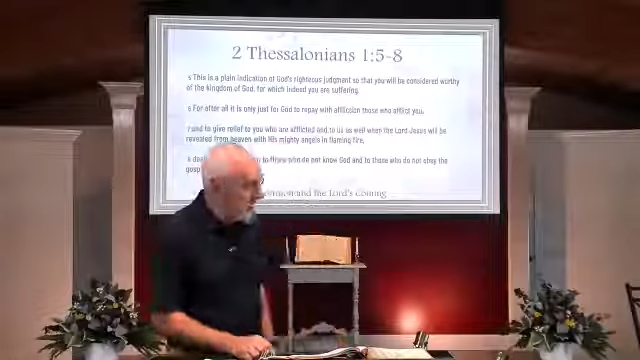 2 Thessalonians 1:5-8
5 This is a plain indication of God's righteous judgment so that you will be considered worthy
of the kingdom of God, for which indeed you are suffering.
6 For after all it is only just for God to repay with affliction those who afflict you,
7 and to give relief to you who are afflicted and to us as well when the Lord Jesus will be
revealed from heaven with His mighty angels in flaming fire,
8 to those who do not know God and to those who do not obey the
and the Lord's Coming